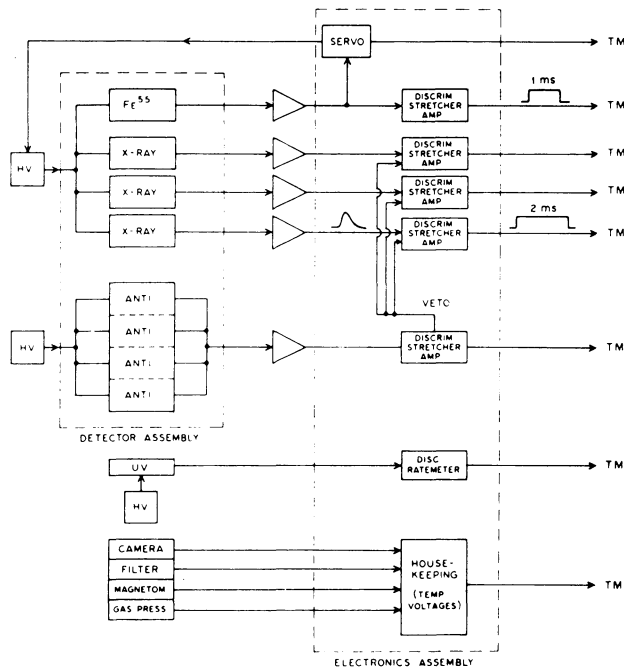 SERVO
TM
1 ms
Fe55
DISCRIM
STRETCHER
AMP
TM
HV
X-RAY
DISCRIM
STRETCHER
AMP
TM
X-RAY
DISCRIM
STRETCHER
AMP
TM
2 ms
X-RAY
DISCRIM
STRETCHER
AMP
TM
VETO
ANTI
ANTI
HV
ANTI
ANTI
DISCRIM
STRETCHER
AMP
TM
DETECTOR ASSEMBLY
UV
DISC
RATEMETER
TM
HV
CAMERA
FILTER
MAGNETOM
GAS PRESS
HOUSE-
KEEPING
(TEMP
VOLTAGES)
TM
ELECTRONICS ASSEMBLY